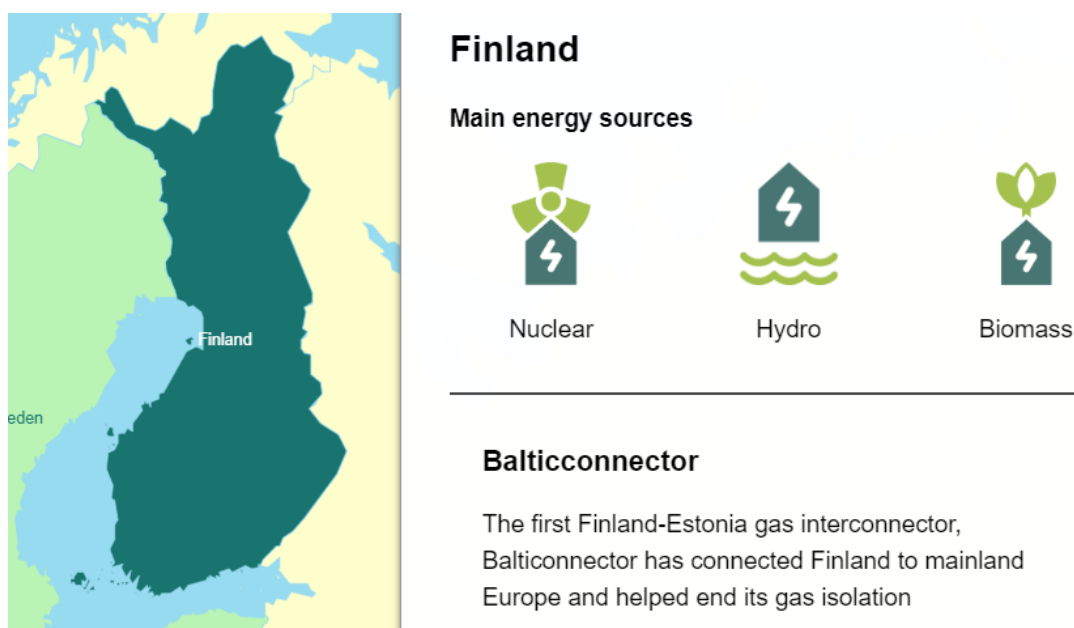 Finland
Main energy sources
Nuclear
Hydro
Biomass
Finland
eden
Balticconnector
The first Finland-Estonia gas interconnector,
Balticonnector has connected Finland to mainland
Europe and helped end its gas isolation